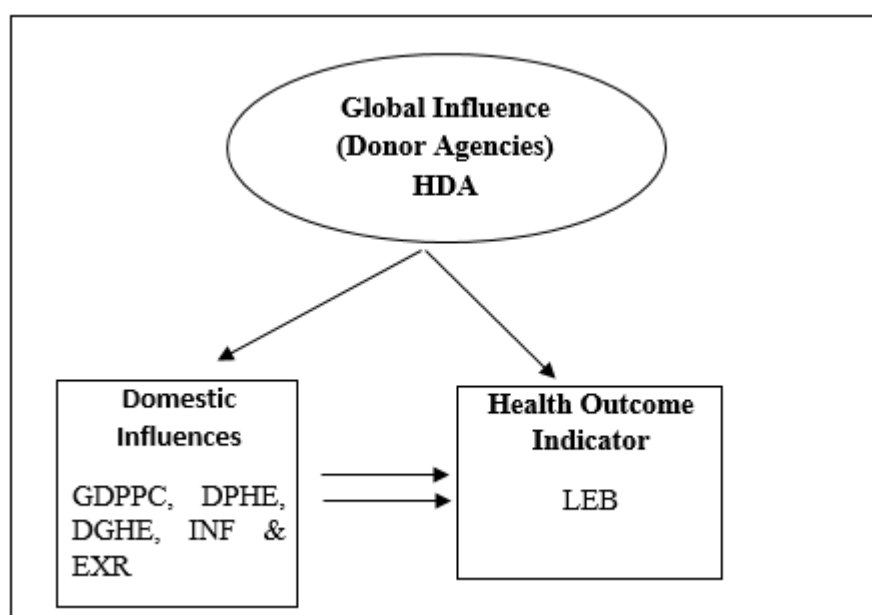 Global Influence
(Donor Agencies)
HDA
Domestic
Influences
GDPPC, DPHE,
DGHE, INF &
EXR
Health Outcome
Indicator
LEB